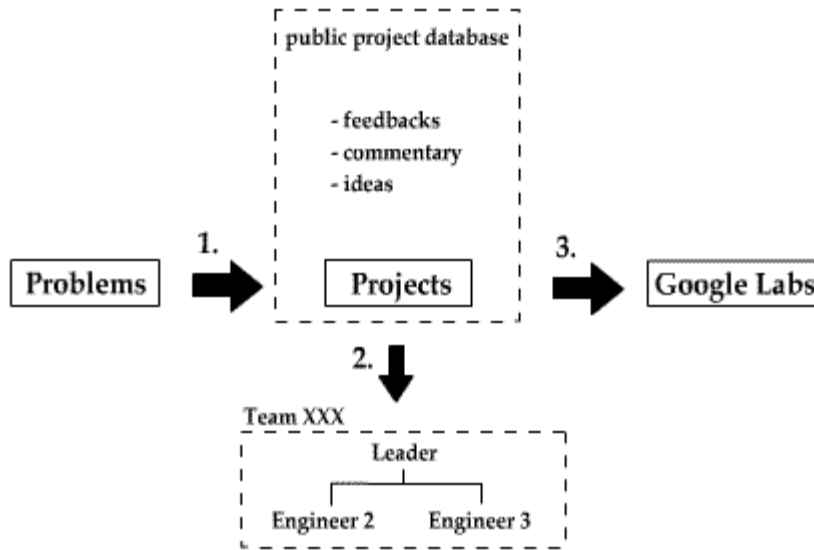 public project database
- feedbacks
- commentary
- ideas
1.
3.
Problems
Projects
Google Labs
2.
Team XXX
Leader
Engineer 2
Engineer 3